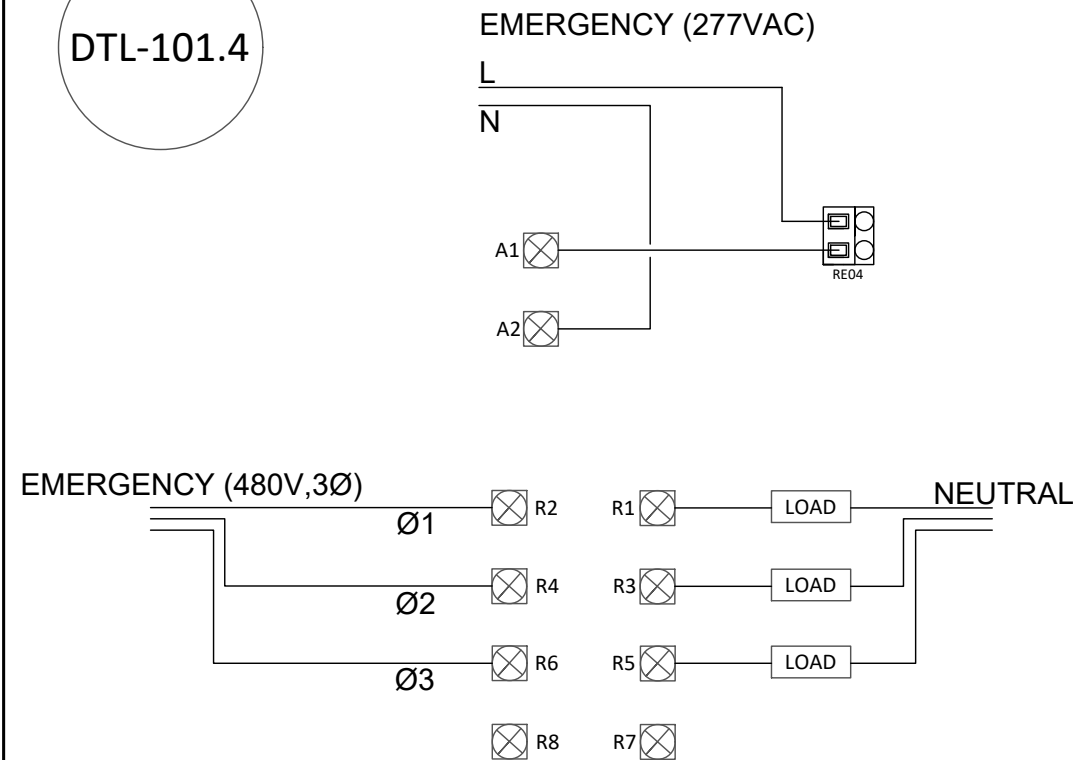 DTL-101.4
EMERGENCY (277VAC)
L
N
A1
RE04
A2
EMERGENCY (480V,3Ø)
NEUTRAL
Ø1
R2
R1
LOAD
Ø2
R4
R3
LOAD
Ø3
R6
R5
LOAD
R8
R7